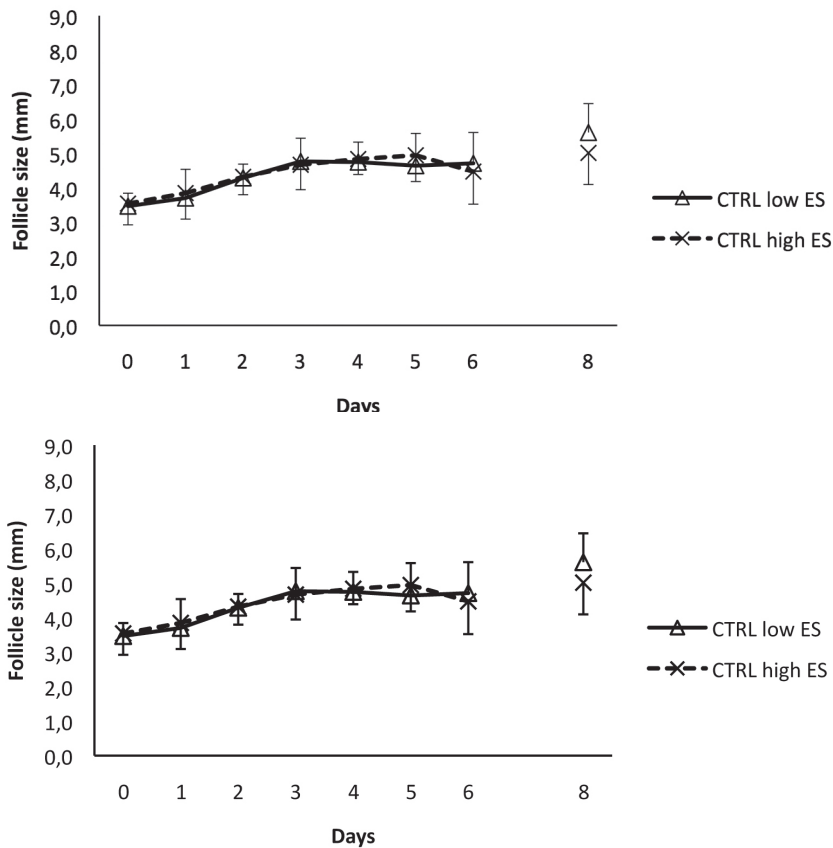 9,0
8,0
7,0
6,0
5,0
4,0
3,0
2,0
1,0
0,0
Follicle size (mm)
0 1 2 3 4 5 6 8
Days
CTRL low ES
CTRL high ES
9,0
8,0
7,0
6,0
5,0
4,0
3,0
2,0
1,0
0,0
Follicle size (mm)
0 1 2 3 4 5 6 8
Days
CTRL low ES
CTRL high ES